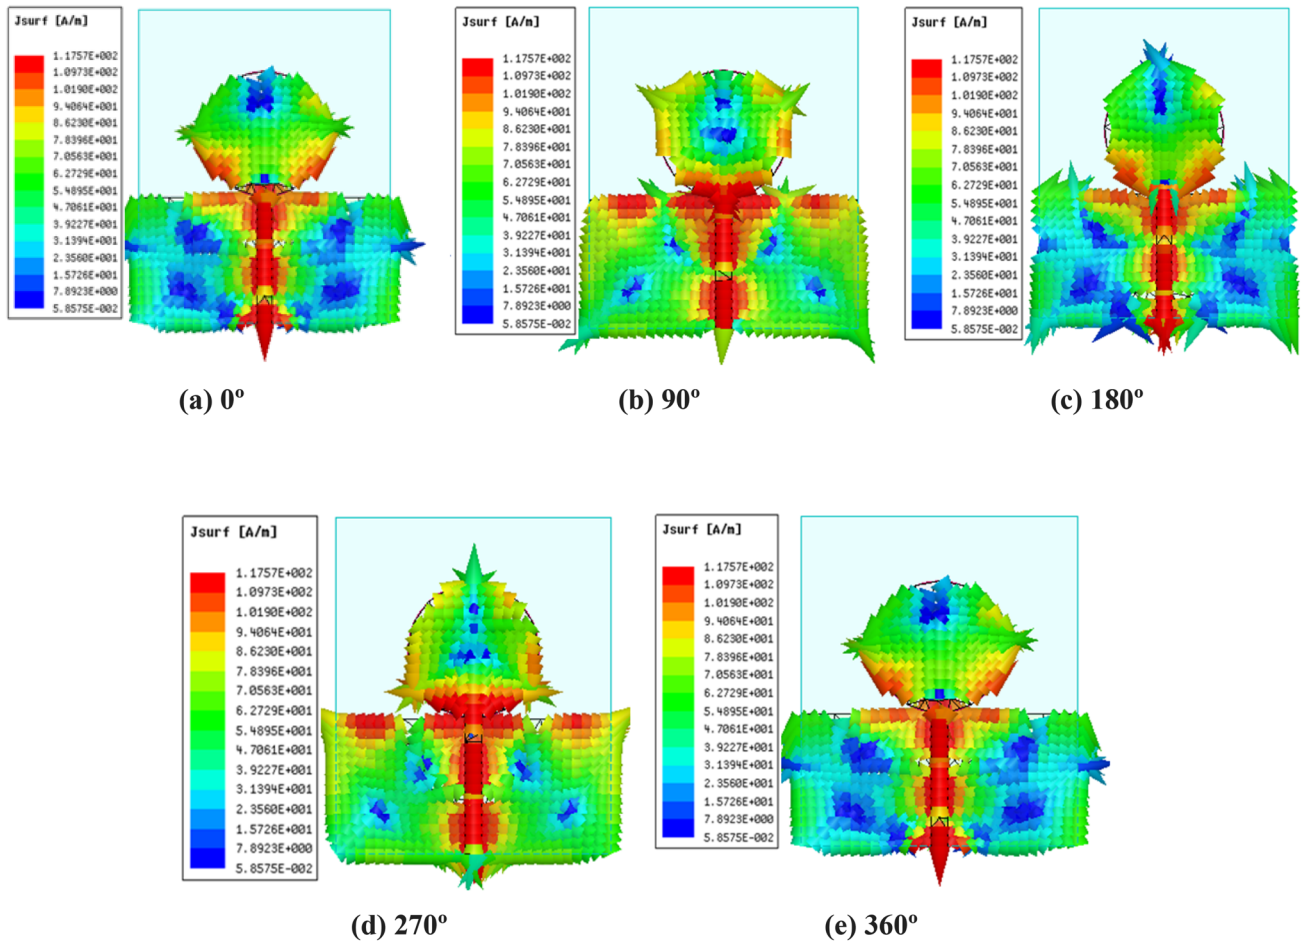 Jsurf [A/m]
1.1757E+002
1.0973E+002
1.0190E+002
9.4064E+001
8.6230E+001
7.8396E+001
7.0563E+001
6.2729E+001
5.4895E+001
4.7061E+001
3.9227E+001
3.1394E+001
2.3560E+001
1.5726E+001
7.8923E+000
5.8575E-002
(a) 0º
Jsurf [A/m]
1.1757E+002
1.0973E+002
1.0190E+002
9.4064E+001
8.6230E+001
7.8396E+001
7.0563E+001
6.2729E+001
5.4895E+001
4.7061E+001
3.9227E+001
3.1394E+001
2.3560E+001
1.5726E+001
7.8923E+000
5.8575E-002
(b) 90º
Jsurf [A/m]
1.1757E+002
1.0973E+002
1.0190E+002
9.4064E+001
8.6230E+001
7.8396E+001
7.0563E+001
6.2729E+001
5.4895E+001
4.7061E+001
3.9227E+001
3.1394E+001
2.3560E+001
1.5726E+001
7.8923E+000
5.8575E-002
(c) 180º
Jsurf [A/m]
1.1757E+002
1.0973E+002
1.0190E+002
9.4064E+001
8.6230E+001
7.8396E+001
7.0563E+001
6.2729E+001
5.4895E+001
4.7061E+001
3.9227E+001
3.1394E+001
2.3560E+001
1.5726E+001
7.8923E+000
5.8575E-002
(d) 270º
Jsurf [A/m]
1.1757E+002
1.0973E+002
1.0190E+002
9.4064E+001
8.6230E+001
7.8396E+001
7.0563E+001
6.2729E+001
5.4895E+001
4.7061E+001
3.9227E+001
3.1394E+001
2.3560E+001
1.5726E+001
7.8923E+000
5.8575E-002
(e) 360º